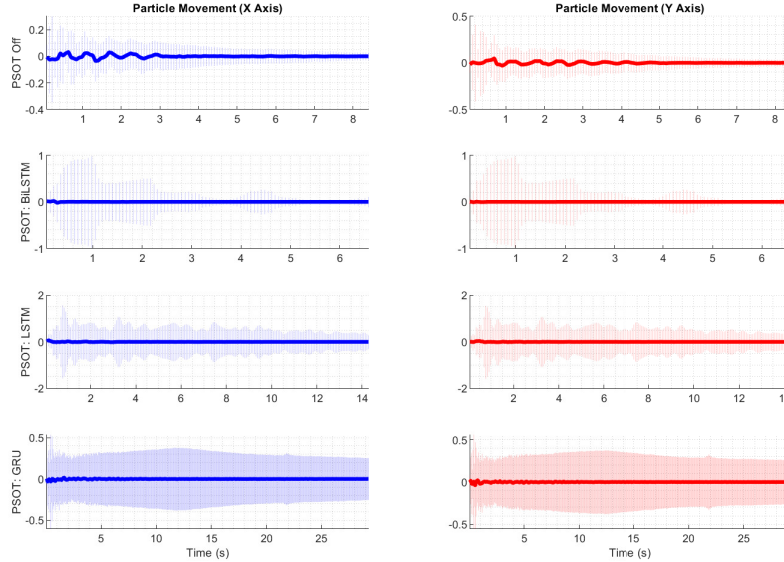 Particle Movement (X Axis)
Particle Movement (Y Axis)
PSOT Off
0.2
0
-0.2
-0.4
1 2 3 4 5 6 7 8
0.5
0
-0.5
1 2 3 4 5 6 7 8
PSOT: BiLSTM
1
0
-1
1 2 3 4 5 6
1
0
-1
1 2 3 4 5 6
PSOT: LSTM
2
0
-2
2 4 6 8 10 12 14
2
0
-2
2 4 6 8 10 12
PSOT: GRU
0.5
0
-0.5
5 10 15 20 25
Time (s)
0.5
0
-0.5
5 10 15 20 25
Time (s)